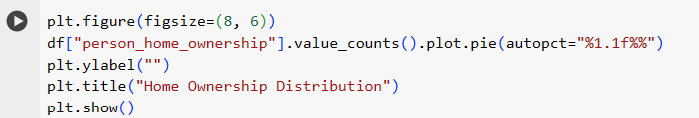 plt.figure(figsize=(8, 6))
df["person_home_ownership"].value_counts().plot.pie(autopct="%1.1f%%")
plt.ylabel("")
plt.title("Home Ownership Distribution")
plt.show()